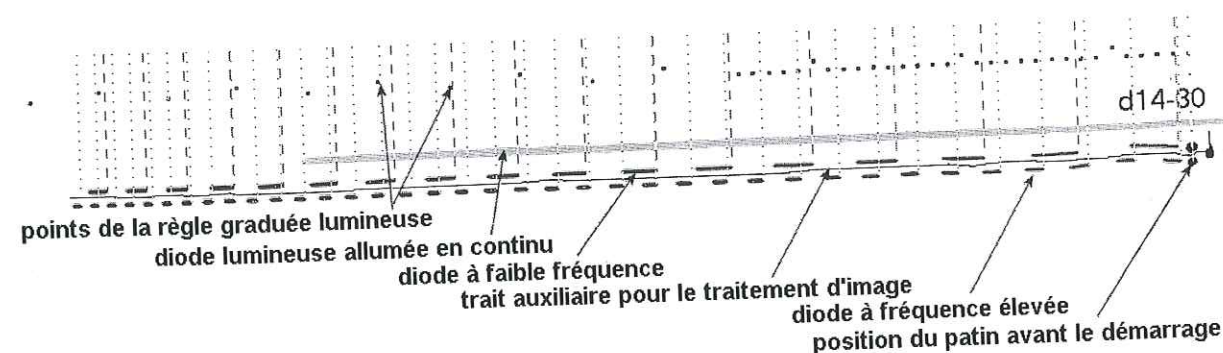 d14-30
points de la règle graduée lumineuse
diode lumineuse allumée en continu
diode à faible fréquence
trait auxiliaire pour le traitement d'image
diode à fréquence élevée
position du patin avant le démarrage